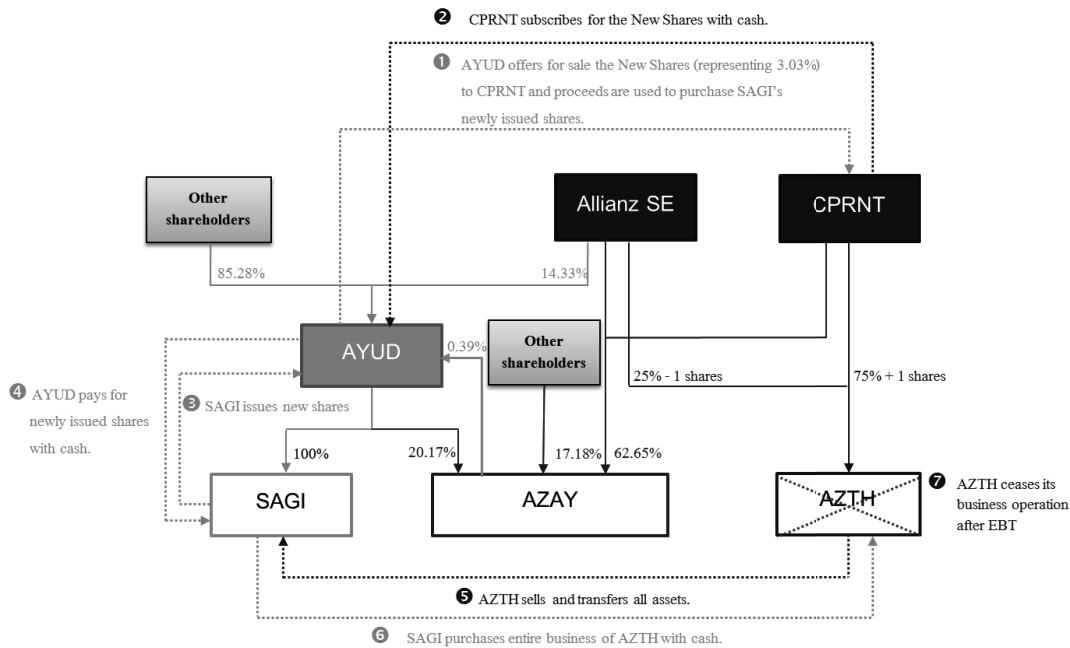 ❷ CPRNT subscribes for the New Shares with cash.
❶ AYUD offers for sale the New Shares (representing 3.03%)
to CPRNT and proceeds are used to purchase SAGI's
newly issued shares.
Other
shareholders
Allianz SE
CPRNT
85.28%
14.33%
AYUD
0.39%
Other
shareholders
25% - 1 shares
75% + 1 shares
❹ AYUD pays for
newly issued shares
with cash.
❸ SAGI issues new shares
100%
20.17%
17.18%
62.65%
SAGI
AZAY
AZTH
❼ AZTH ceases its
business operation
after EBT
❺ AZTH sells and transfers all assets.
❻ SAGI purchases entire business of AZTH with cash.